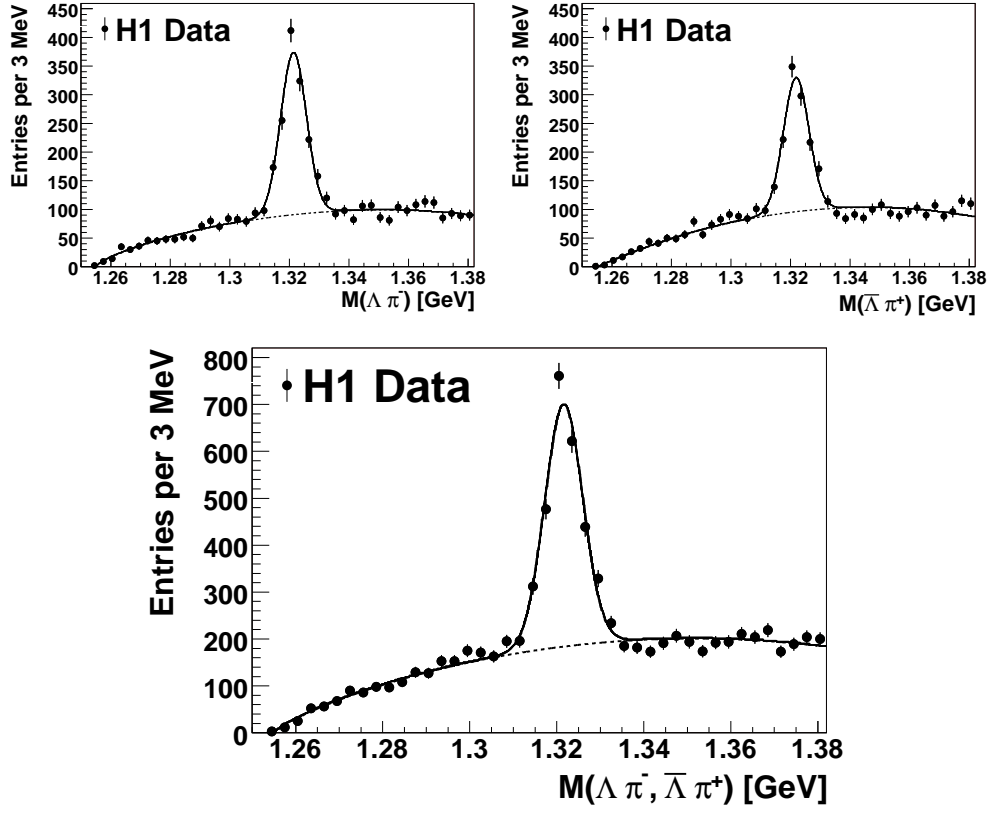 Entries per 3 MeV
450
400
350
300
250
200
150
100
50
0
H1 Data
1.26 1.28 1.3 1.32 1.34 1.36 1.38
M(Λ π⁻) [GeV]
Entries per 3 MeV
450
400
350
300
250
200
150
100
50
0
H1 Data
1.26 1.28 1.3 1.32 1.34 1.36 1.38
M(Λ̅ π⁺) [GeV]
Entries per 3 MeV
800
700
600
500
400
300
200
100
0
H1 Data
1.26 1.28 1.3 1.32 1.34 1.36 1.38
M(Λ π⁻, Λ̅ π⁺) [GeV]